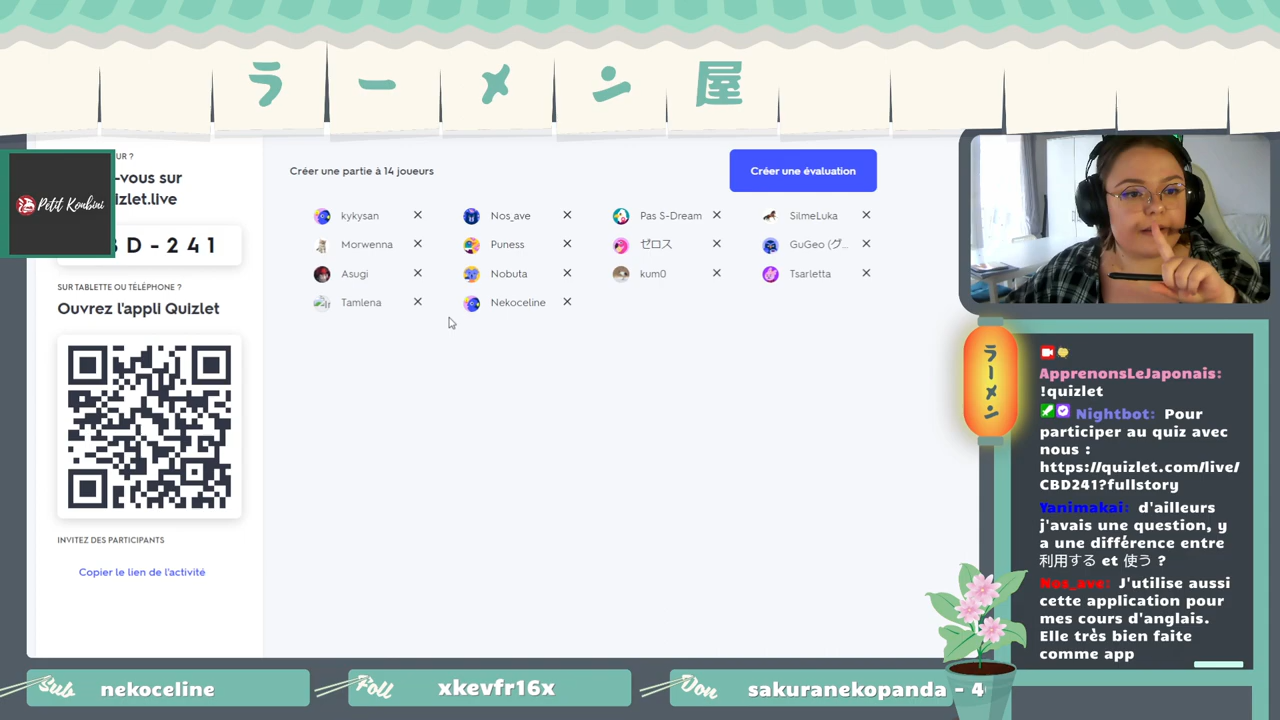 ラーメン屋
UR ?
-vous sur
izlet.live
Petit Konbini
D-241
SUR TABLETTE OU TÉLÉPHONE ?
Ouvrez l'appli Quizlet
INVITEZ DES PARTICIPANTS
Copier le lien de l'activité
Créer une partie à 14 joueurs
Créer une évaluation
kykysan
Nos_ave
Pas S-Dream
SilmeLuka
Morwenna
Puness
ゼロス
GuGeo (グ...
Asugi
Nobuta
kum0
Tsarletta
Tamlena
Nekoceline
ラーメン
ApprenonsLeJaponais:
!quizlet
Nightbot: Pour
participer au quiz avec
nous :
https://quizlet.com/live/
CBD241?fullstory
Yanimakai: d'ailleurs
j'avais une question, y
a une différence entre
利用する et 使う ?
Nos_ave: J'utilise aussi
cette application pour
mes cours d'anglais.
Elle très bien faite
comme app
Sub nekoceline
Foll xkevfr16x
Don sakuranekopanda - 4